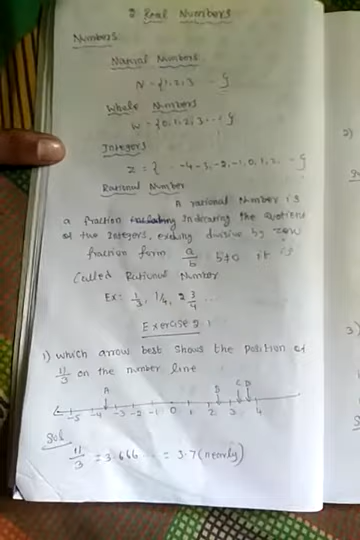 2 Real Numbers
Numbers
Natural Numbers
N = {1, 2, 3 ... }
Whole Numbers
W = {0, 1, 2, 3 ... }
Integers
Z = { ... -4 -3, -2, -1, 0, 1, 2, ... }
Rational Number
A rational Number is
a fraction indicating the quotient
of two Integers, excluding division by zero
fraction form a/b b≠0 it is
Called Rational Number
Ex: 1/3, 1/4, 2 3/4 ...
Exercise 2.1
1) which arrow best shows the Position of
11/3 on the number line
A B C D
-5 -4 -3 -2 -1 0 1 2 3 4
Sol
11/3 = 3.666 ... = 3.7 (nearly)
2)
3)